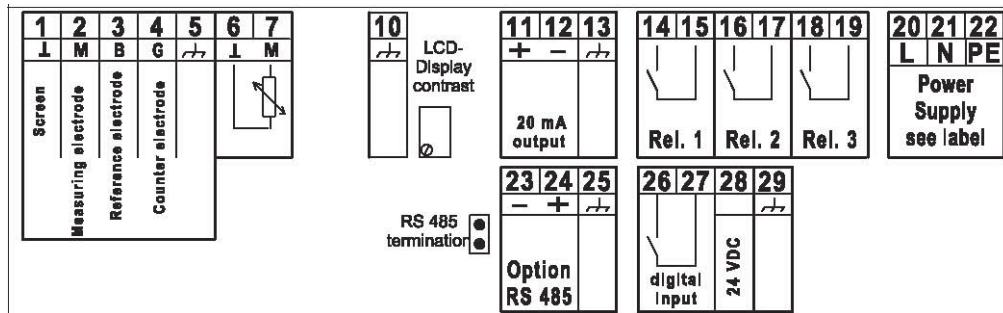 1 2 3 4 5 6 7
⊥ M B G ⊥ M
Screen
Measuring electrode
Reference electrode
Counter electrode
10
LCD-
Display
contrast
11 12 13
+ −
20 mA
output
14 15 16 17 18 19
Rel. 1 Rel. 2 Rel. 3
20 21 22
L N PE
Power
Supply
see label
RS 485
termination
23 24 25
− +
Option
RS 485
26 27 28 29
digital
input
24 VDC